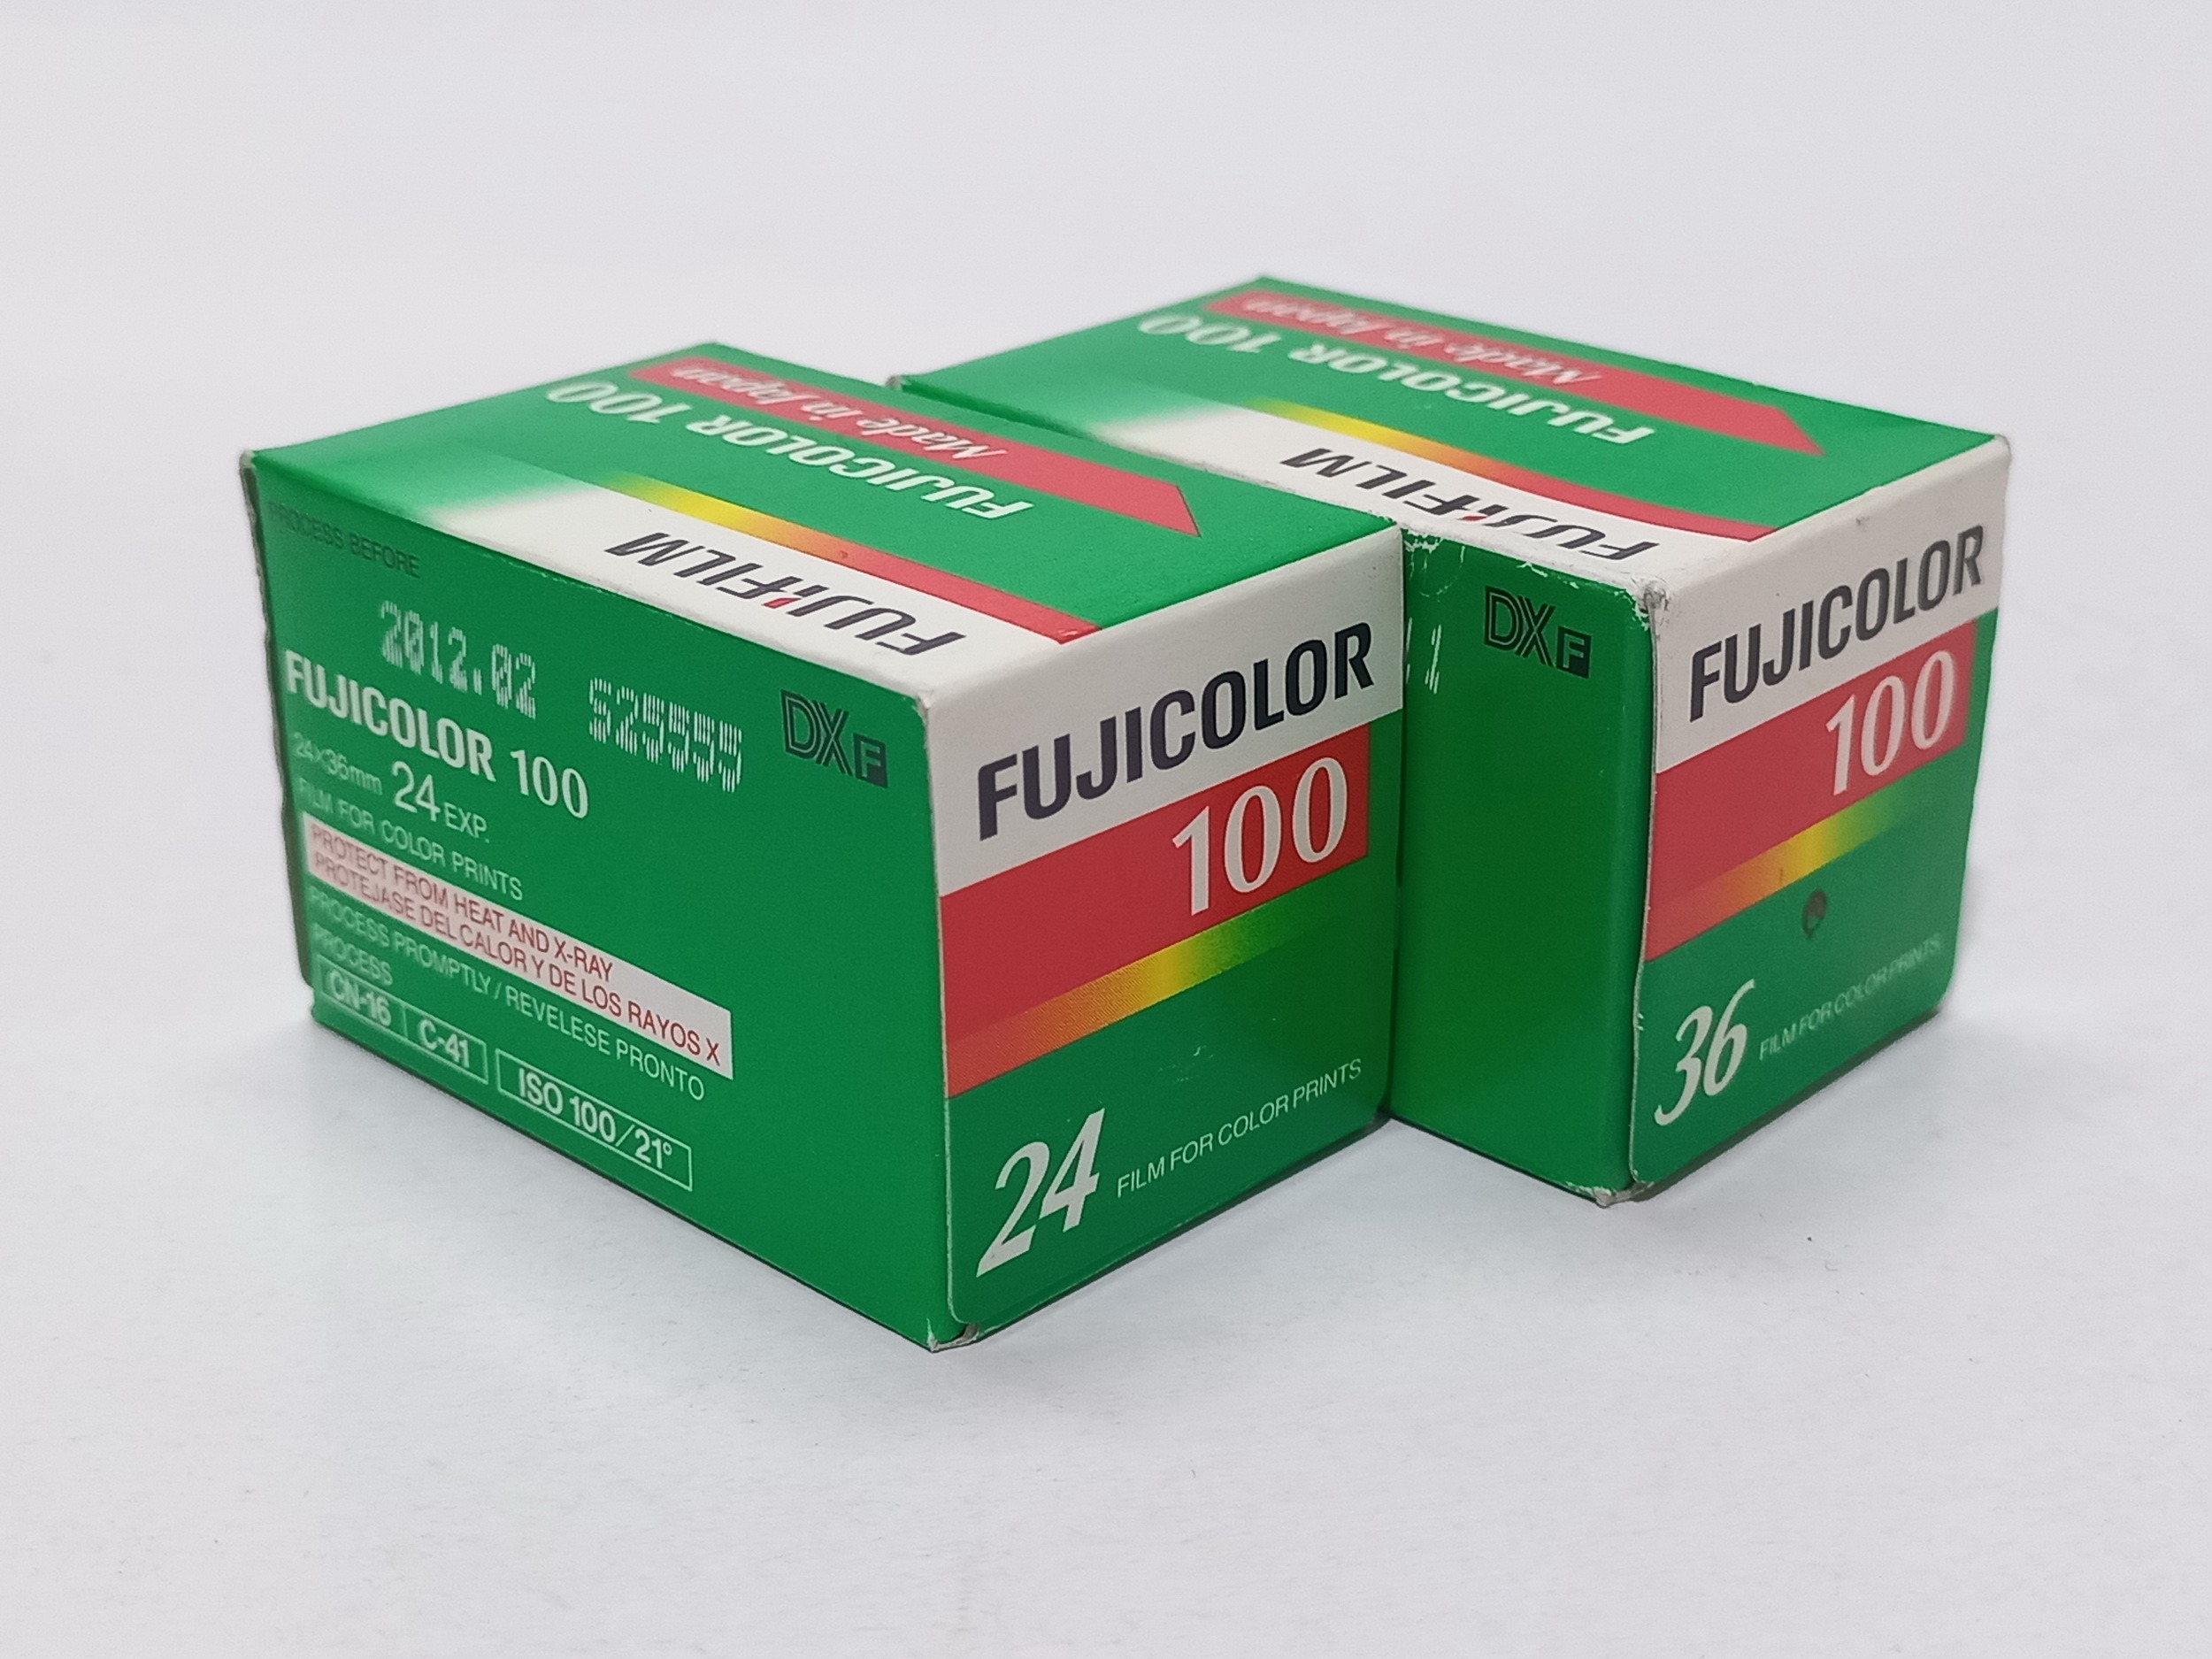 Made in Japan
FUJICOLOR 100
FUJIFILM
PROCESS BEFORE
2012.02 525555
DX F
FUJICOLOR 100
24×36mm 24 EXP.
FILM FOR COLOR PRINTS
PROTECT FROM HEAT AND X-RAY
PROTEJASE DEL CALOR Y DE LOS RAYOS X
PROCESS PROMPTLY / REVELESE PRONTO
PROCESS
CN-16 C-41 ISO 100/21°
FUJICOLOR
100
24 FILM FOR COLOR PRINTS
Made in Japan
FUJICOLOR 100
FUJIFILM
DX F
FUJICOLOR
100
36 FILM FOR COLOR PRINTS